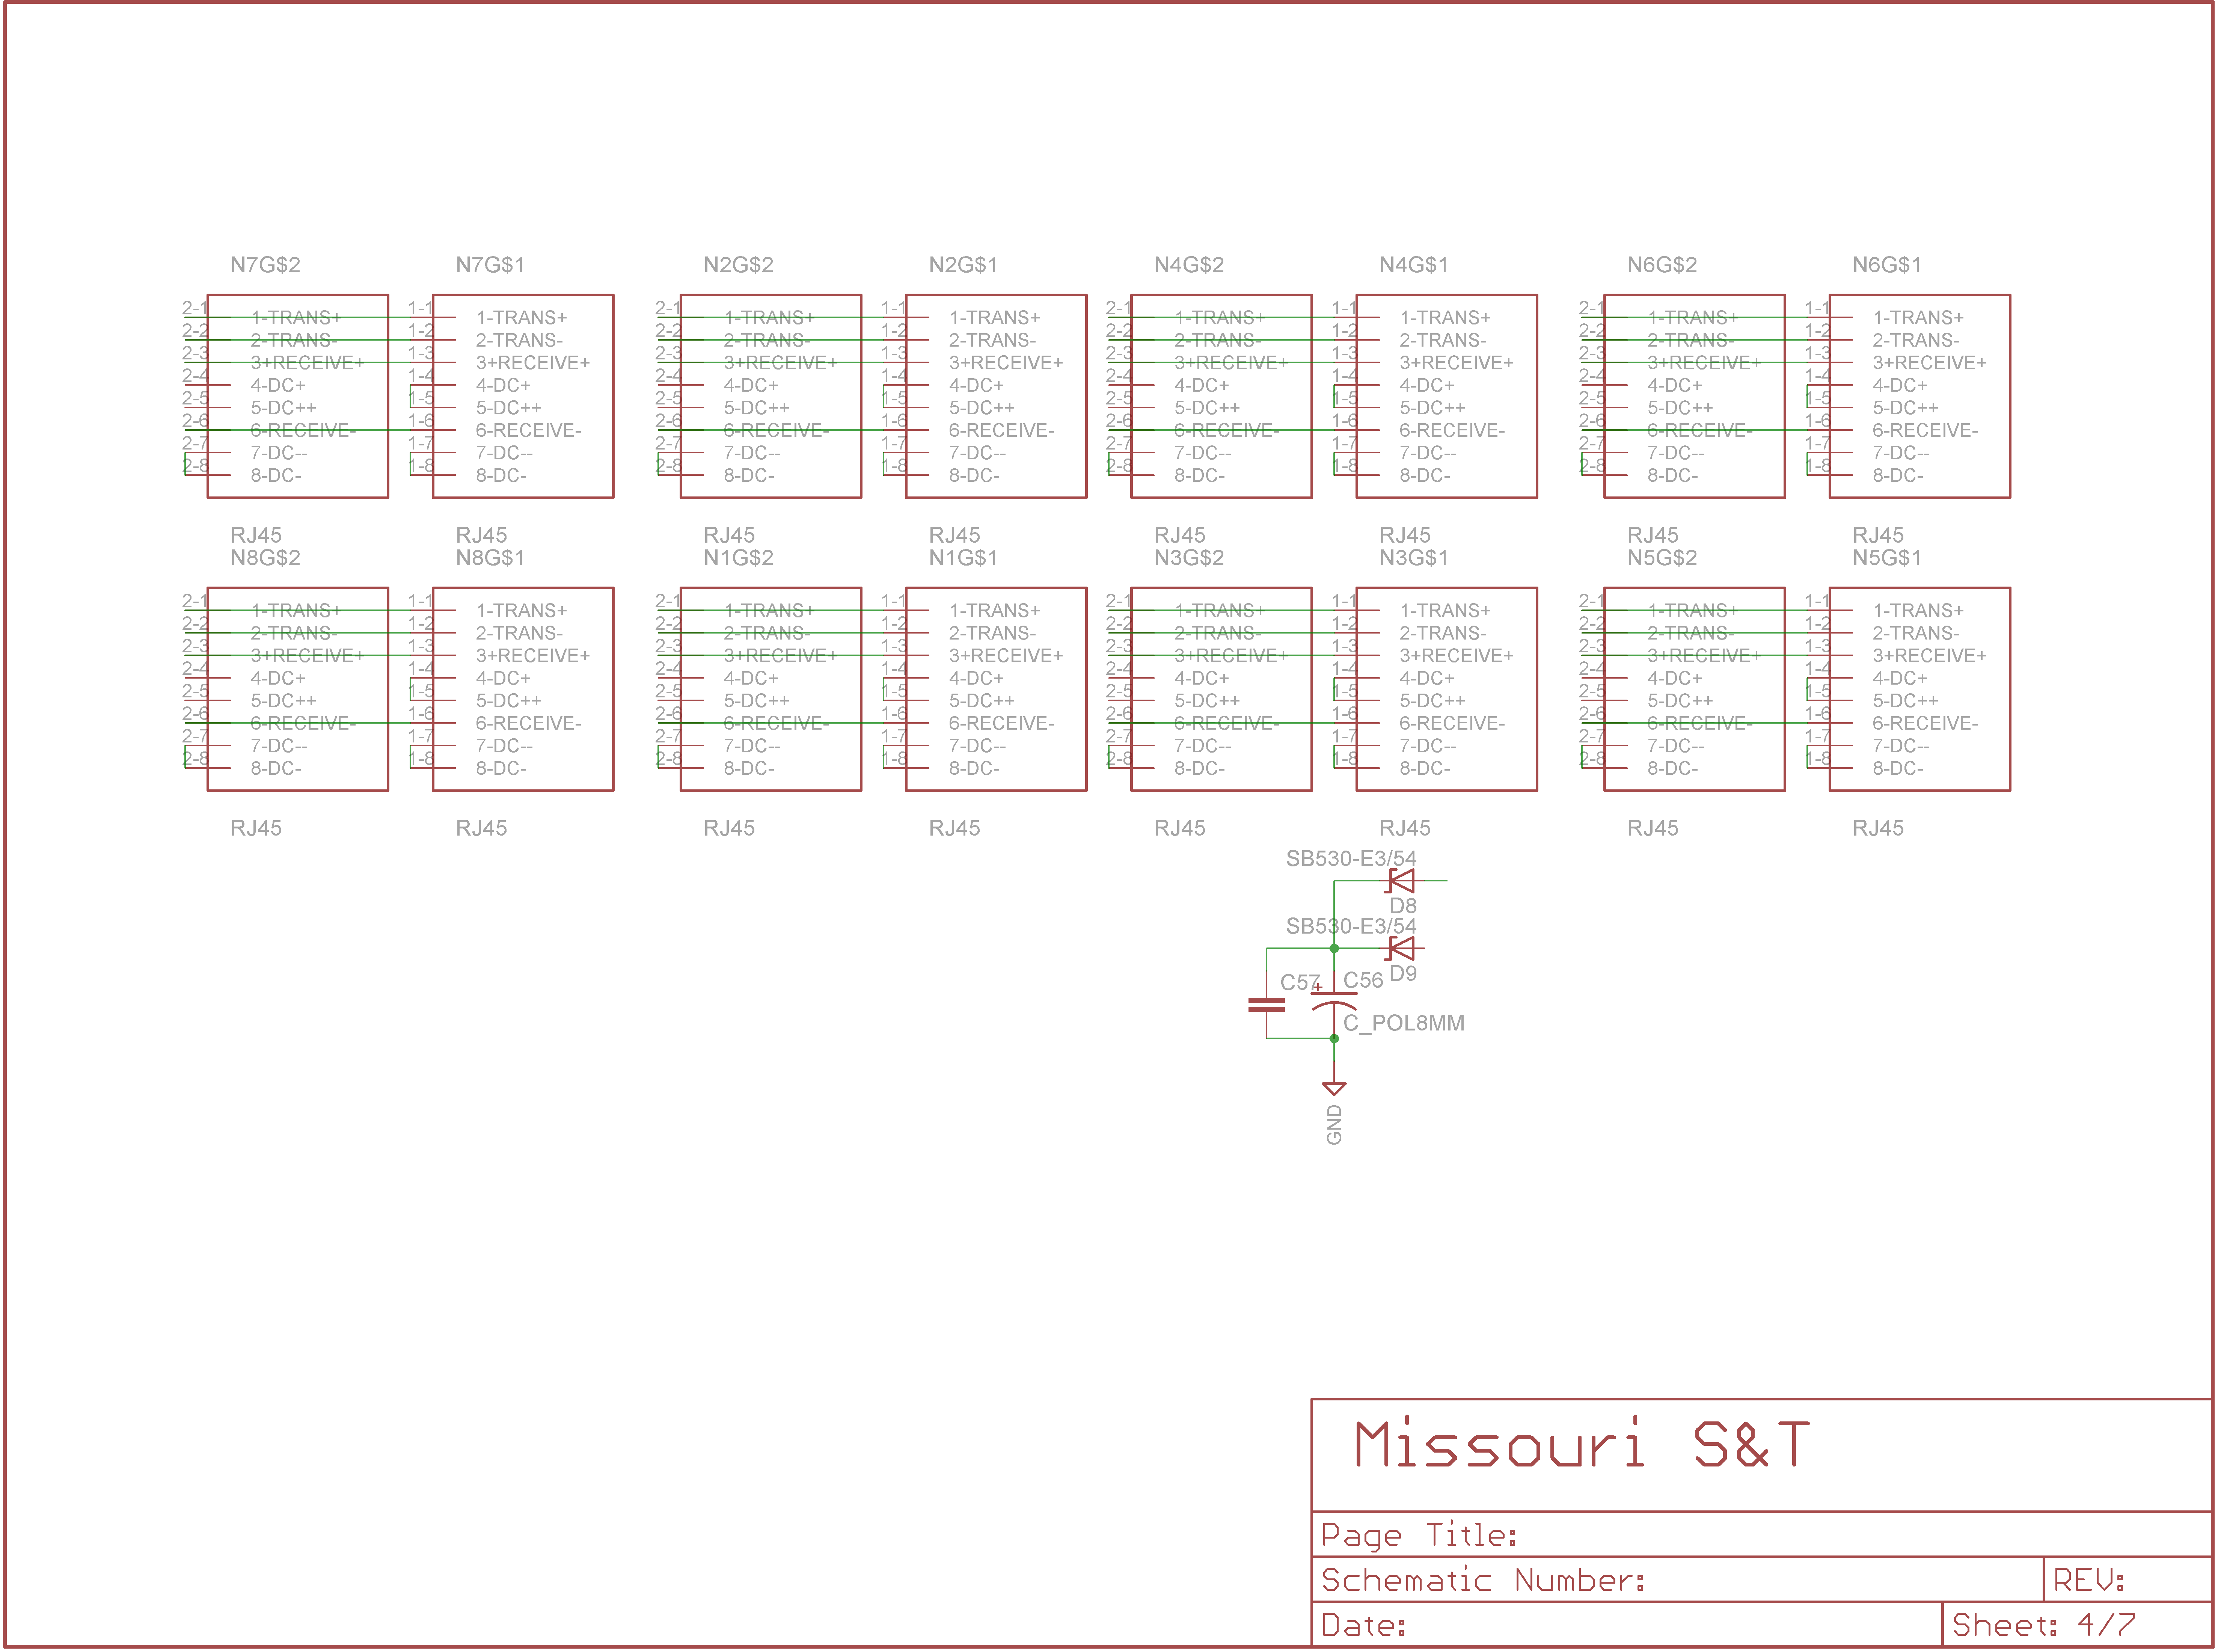 N7G$2 N7G$1 N2G$2 N2G$1 N4G$2 N4G$1 N6G$2 N6G$1
2-1 1-TRANS+ 1-1 1-TRANS+ 2-1 1-TRANS+ 1-1 1-TRANS+ 2-1 1-TRANS+ 1-1 1-TRANS+ 2-1 1-TRANS+ 1-1 1-TRANS+
2-2 2-TRANS- 1-2 2-TRANS- 2-2 2-TRANS- 1-2 2-TRANS- 2-2 2-TRANS- 1-2 2-TRANS- 2-2 2-TRANS- 1-2 2-TRANS-
2-3 3+RECEIVE+ 1-3 3+RECEIVE+ 2-3 3+RECEIVE+ 1-3 3+RECEIVE+ 2-3 3+RECEIVE+ 1-3 3+RECEIVE+ 2-3 3+RECEIVE+ 1-3 3+RECEIVE+
2-4 4-DC+ 1-4 4-DC+ 2-4 4-DC+ 1-4 4-DC+ 2-4 4-DC+ 1-4 4-DC+ 2-4 4-DC+ 1-4 4-DC+
2-5 5-DC++ 1-5 5-DC++ 2-5 5-DC++ 1-5 5-DC++ 2-5 5-DC++ 1-5 5-DC++ 2-5 5-DC++ 1-5 5-DC++
2-6 6-RECEIVE- 1-6 6-RECEIVE- 2-6 6-RECEIVE- 1-6 6-RECEIVE- 2-6 6-RECEIVE- 1-6 6-RECEIVE- 2-6 6-RECEIVE- 1-6 6-RECEIVE-
2-7 7-DC-- 1-7 7-DC-- 2-7 7-DC-- 1-7 7-DC-- 2-7 7-DC-- 1-7 7-DC-- 2-7 7-DC-- 1-7 7-DC--
2-8 8-DC- 1-8 8-DC- 2-8 8-DC- 1-8 8-DC- 2-8 8-DC- 1-8 8-DC- 2-8 8-DC- 1-8 8-DC-
RJ45 RJ45 RJ45 RJ45 RJ45 RJ45 RJ45 RJ45
N8G$2 N8G$1 N1G$2 N1G$1 N3G$2 N3G$1 N5G$2 N5G$1
2-1 1-TRANS+ 1-1 1-TRANS+ 2-1 1-TRANS+ 1-1 1-TRANS+ 2-1 1-TRANS+ 1-1 1-TRANS+ 2-1 1-TRANS+ 1-1 1-TRANS+
2-2 2-TRANS- 1-2 2-TRANS- 2-2 2-TRANS- 1-2 2-TRANS- 2-2 2-TRANS- 1-2 2-TRANS- 2-2 2-TRANS- 1-2 2-TRANS-
2-3 3+RECEIVE+ 1-3 3+RECEIVE+ 2-3 3+RECEIVE+ 1-3 3+RECEIVE+ 2-3 3+RECEIVE+ 1-3 3+RECEIVE+ 2-3 3+RECEIVE+ 1-3 3+RECEIVE+
2-4 4-DC+ 1-4 4-DC+ 2-4 4-DC+ 1-4 4-DC+ 2-4 4-DC+ 1-4 4-DC+ 2-4 4-DC+ 1-4 4-DC+
2-5 5-DC++ 1-5 5-DC++ 2-5 5-DC++ 1-5 5-DC++ 2-5 5-DC++ 1-5 5-DC++ 2-5 5-DC++ 1-5 5-DC++
2-6 6-RECEIVE- 1-6 6-RECEIVE- 2-6 6-RECEIVE- 1-6 6-RECEIVE- 2-6 6-RECEIVE- 1-6 6-RECEIVE- 2-6 6-RECEIVE- 1-6 6-RECEIVE-
2-7 7-DC-- 1-7 7-DC-- 2-7 7-DC-- 1-7 7-DC-- 2-7 7-DC-- 1-7 7-DC-- 2-7 7-DC-- 1-7 7-DC--
2-8 8-DC- 1-8 8-DC- 2-8 8-DC- 1-8 8-DC- 2-8 8-DC- 1-8 8-DC- 2-8 8-DC- 1-8 8-DC-
RJ45 RJ45 RJ45 RJ45 RJ45 RJ45 RJ45 RJ45
SB530-E3/54
D8
SB530-E3/54
D9
C57 C56
C_POL8MM
GND
Missouri S&T
Page Title:
Schematic Number: REV:
Date: Sheet: 4/7